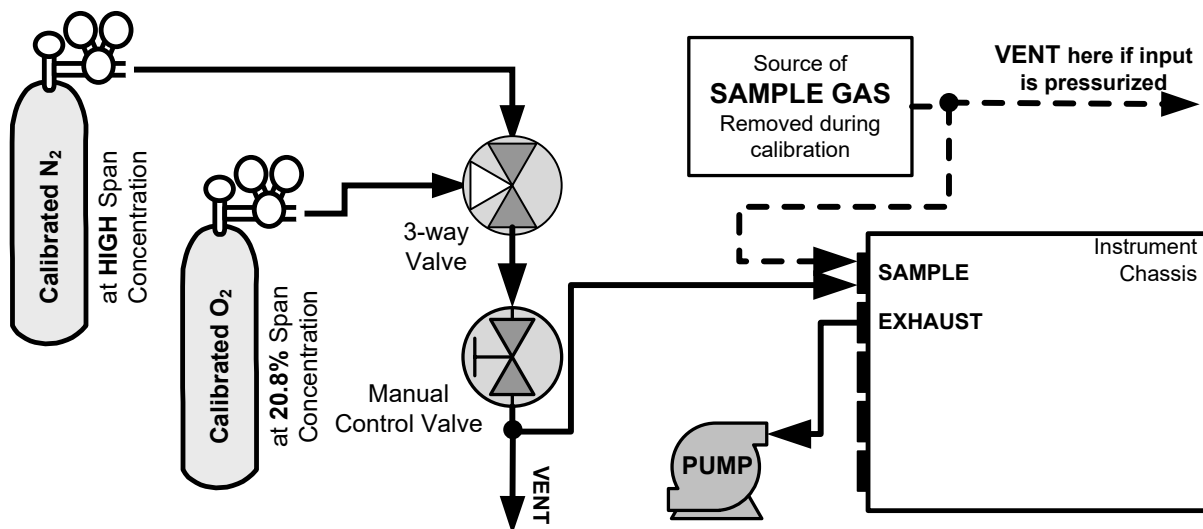 Calibrated N₂
at HIGH Span
Concentration
Calibrated O₂
at 20.8% Span
Concentration
3-way
Valve
Manual
Control Valve
VENT
Source of
SAMPLE GAS
Removed during
calibration
VENT here if input
is pressurized
Instrument
Chassis
SAMPLE
EXHAUST
PUMP